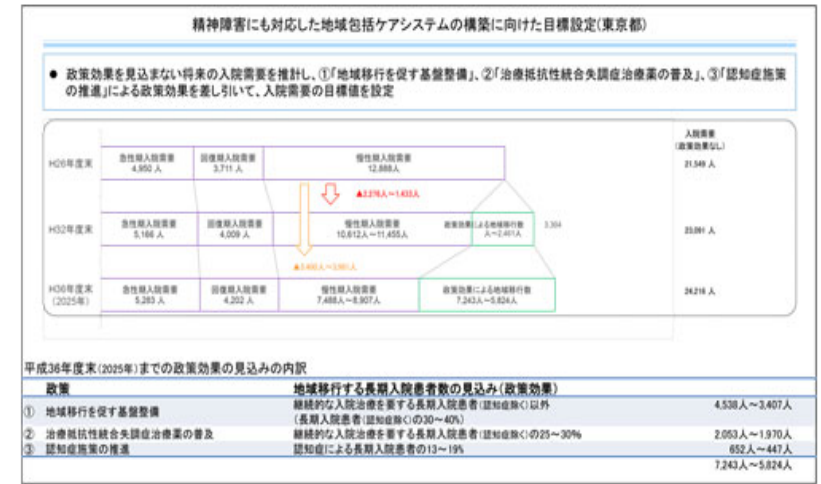 精神障害にも対応した地域包括ケアシステムの構築に向けた目標設定(東京都)
● 政策効果を見込まない将来の入院需要を推計し、①「地域移行を促す基盤整備」、②「治療抵抗性統合失調症治療薬の普及」、③「認知症施策
の推進」による政策効果を差し引いて、入院需要の目標値を設定
入院需要
(政策効果なし)
H26年度末
急性期入院需要
4,950 人
回復期入院需要
3,711 人
慢性期入院需要
12,888人
21,549 人
▲2,276人~1,433人
H32年度末
急性期入院需要
5,166 人
回復期入院需要
4,009 人
慢性期入院需要
10,612人~11,455人
政策効果による地域移行数
人~2,461人
3,304
23,091 人
H36年度末
(2025年)
急性期入院需要
5,283 人
回復期入院需要
4,202 人
慢性期入院需要
7,488人~8,907人
政策効果による地域移行数
7,243人~5,824人
24,216 人
平成36年度末(2025年)までの政策効果の見込みの内訳
政策 地域移行する長期入院患者数の見込み(政策効果)
① 地域移行を促す基盤整備 継続的な入院治療を要する長期入院患者(認知症除く)以外 4,538人~3,407人
(長期入院患者(認知症除く)の30~40%)
② 治療抵抗性統合失調症治療薬の普及 継続的な入院治療を要する長期入院患者(認知症除く)の25~30% 2,053人~1,970人
③ 認知症施策の推進 認知症による長期入院患者の13~19% 652人~447人
7,243人~5,824人